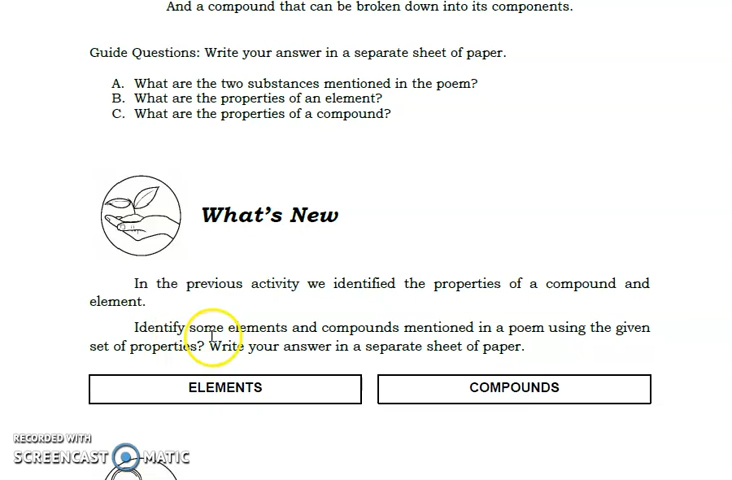 And a compound that can be broken down into its components.
Guide Questions: Write your answer in a separate sheet of paper.
A. What are the two substances mentioned in the poem?
B. What are the properties of an element?
C. What are the properties of a compound?
What's New
In the previous activity we identified the properties of a compound and
element.
Identify some elements and compounds mentioned in a poem using the given
set of properties? Write your answer in a separate sheet of paper.
ELEMENTS
COMPOUNDS
RECORDED WITH
SCREENCAST MATIC